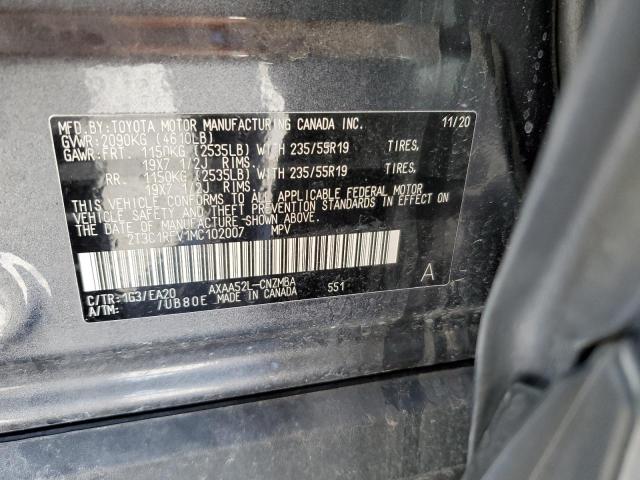 MFD.BY:TOYOTA MOTOR MANUFACTURING CANADA INC. 11/20
GVWR:2090KG (4610LB)
GAWR:FRT. 1150KG (2535LB) WITH 235/55R19 TIRES,
19X7 1/2J RIMS.
RR. 1150KG (2535LB) WITH 235/55R19 TIRES,
19X7 1/2J RIMS.
THIS VEHICLE CONFORMS TO ALL APPLICABLE FEDERAL MOTOR
VEHICLE SAFETY AND THEFT PREVENTION STANDARDS IN EFFECT ON
THE DATE OF MANUFACTURE SHOWN ABOVE.
2T3C1RFV1MC102007 MPV
C/TR:1G3/EA20 AXAA52L-CNZMBA 551 A
A/TM: /UB80E MADE IN CANADA